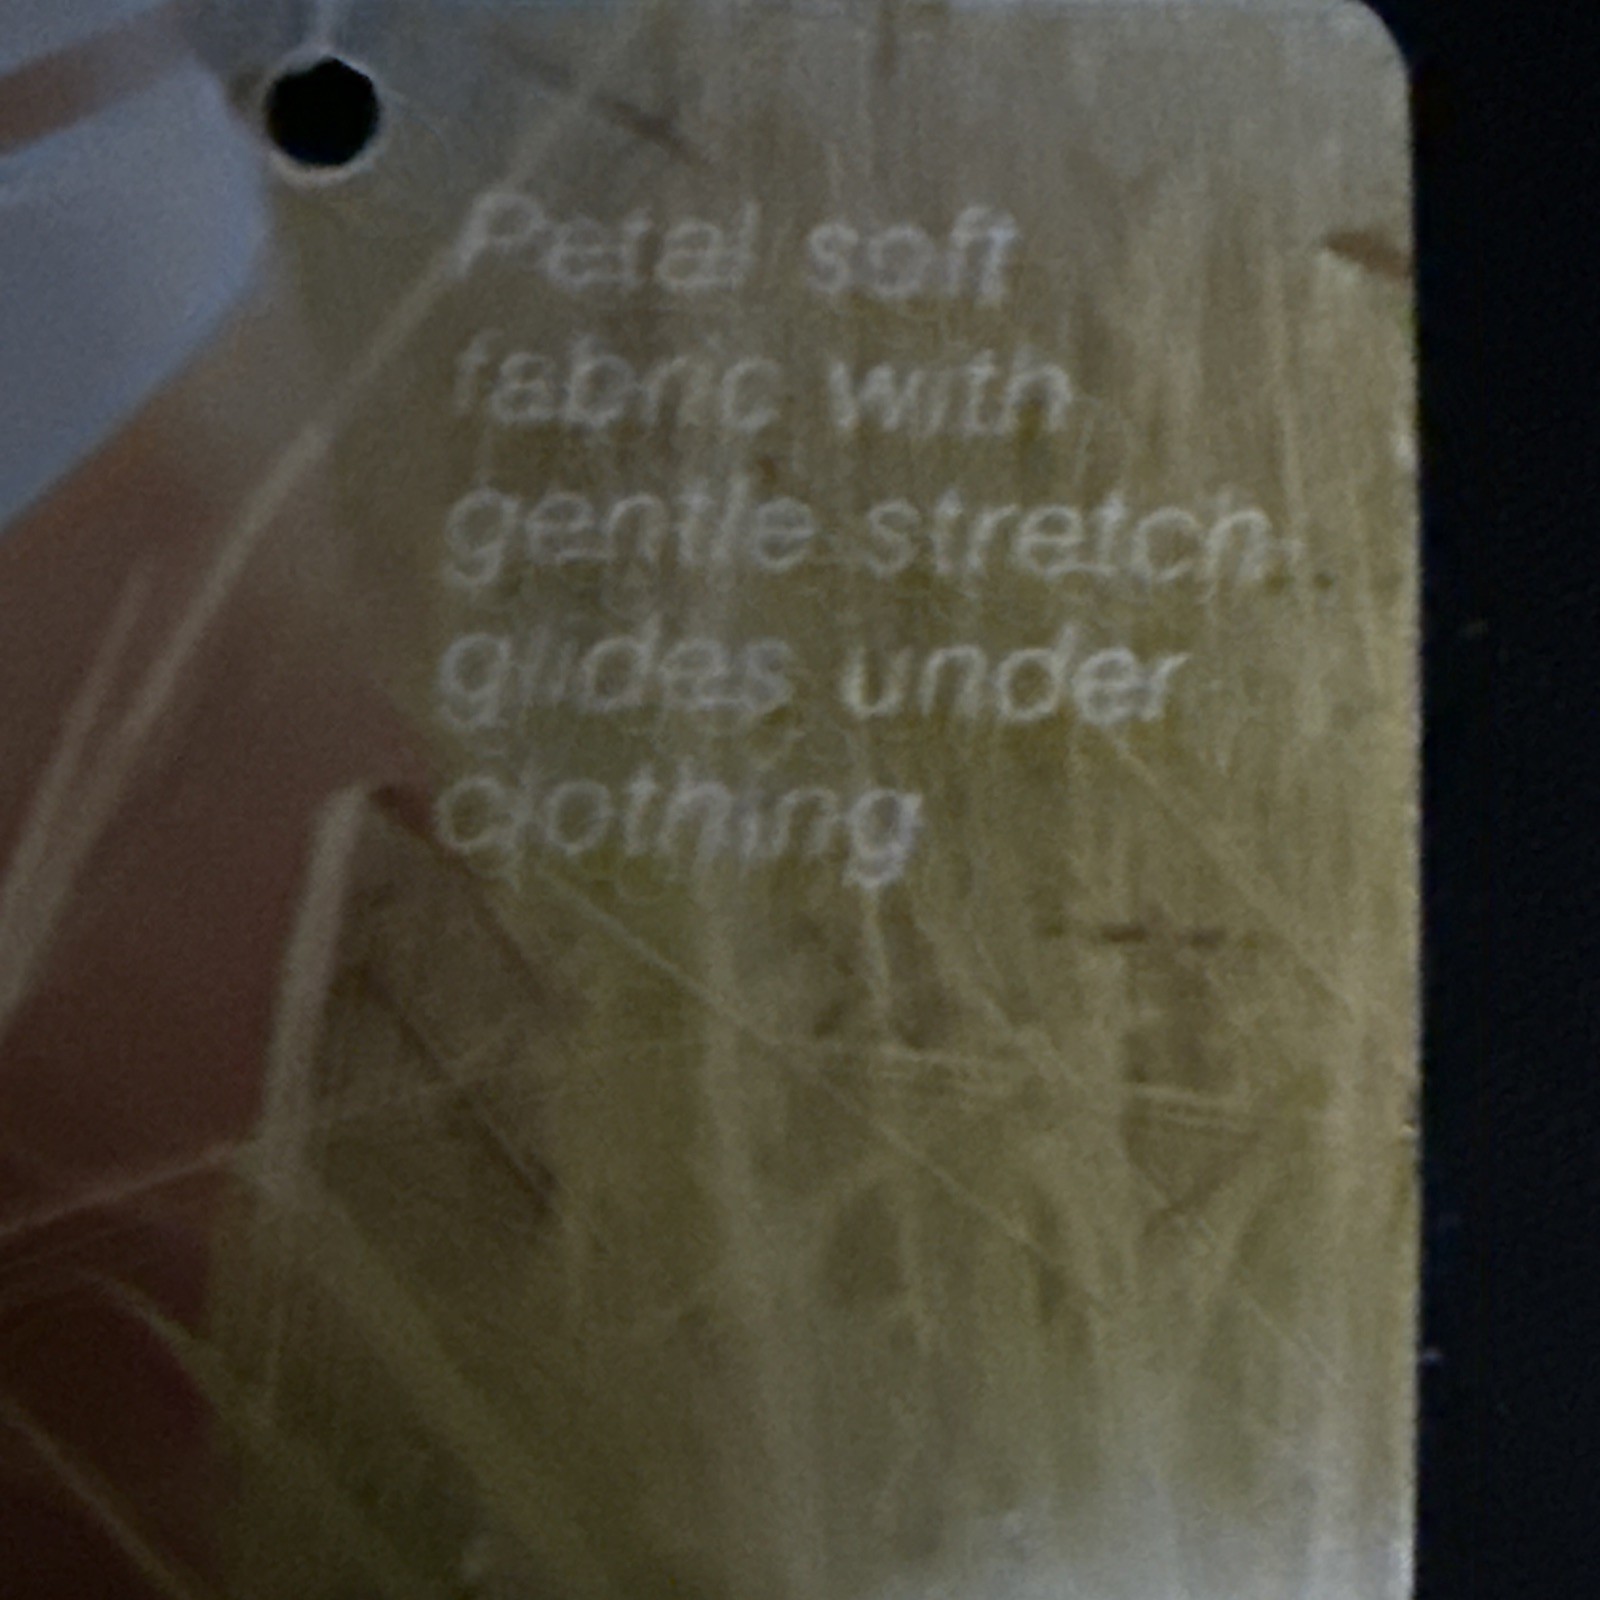 Petal soft
fabric with
gentle stretch
glides under
clothing